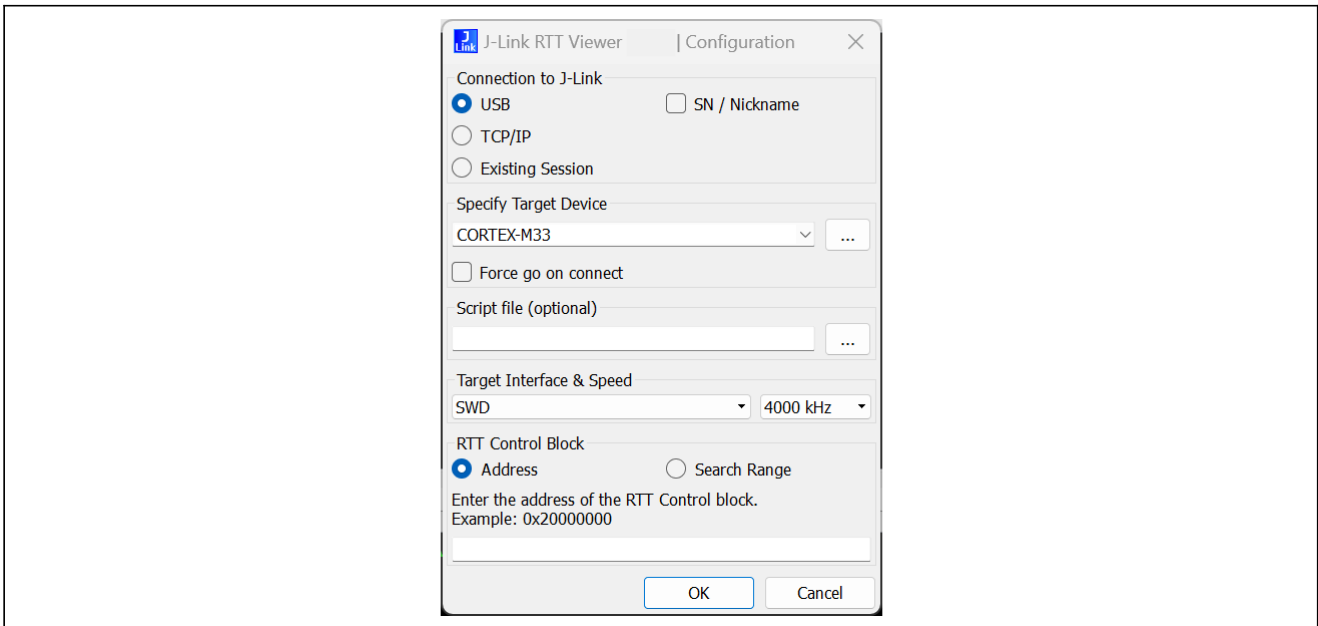 J-Link RTT Viewer | Configuration
Connection to J-Link
USB SN / Nickname
TCP/IP
Existing Session
Specify Target Device
CORTEX-M33
...
Force go on connect
Script file (optional)
...
Target Interface & Speed
SWD 4000 kHz
RTT Control Block
Address Search Range
Enter the address of the RTT Control block.
Example: 0x20000000
OK Cancel